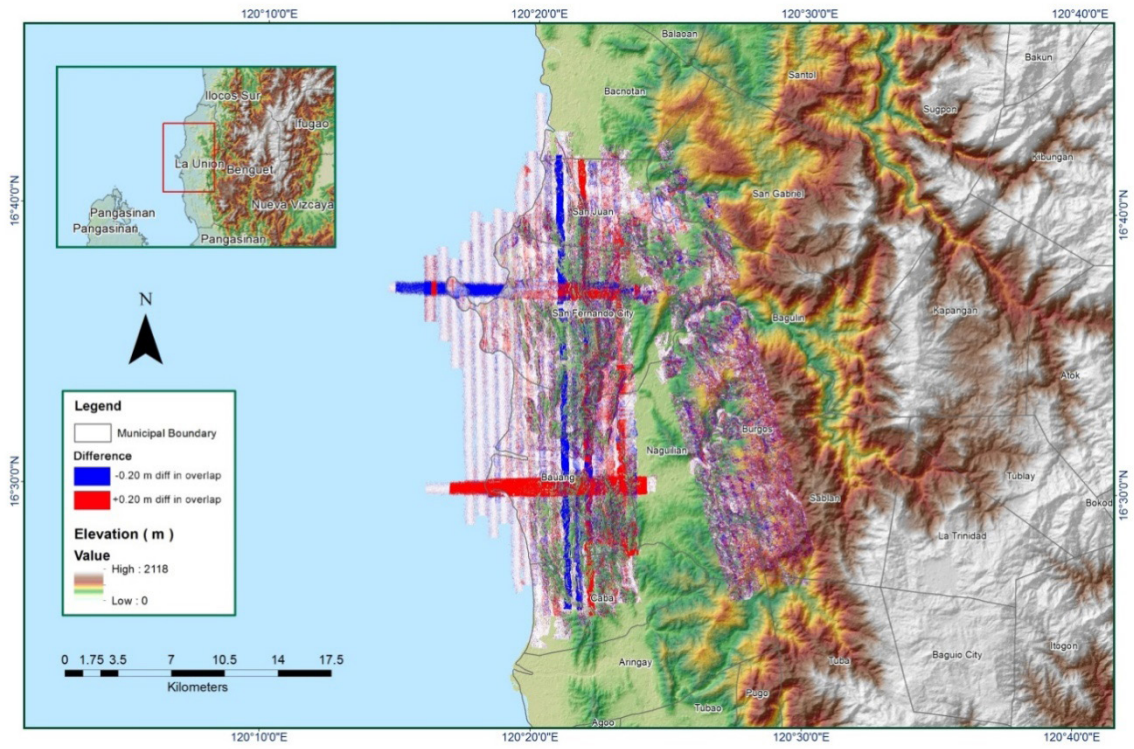 120°10'0"E
120°20'0"E
120°30'0"E
120°40'0"E
Balaoan
Bakun
Santol
Bacnotan
Sugpon
Ilocos Sur
Ifugao
La Union
Benguet
Nueva Vizcaya
Pangasinan
Pangasinan
Pangasinan
Kibungan
San Gabriel
16°40'0"N
16°40'0"N
San Juan
N
San Fernando City
Bagulin
Kapangan
Atok
Legend
Municipal Boundary
Difference
-0.20 m diff in overlap
+0.20 m diff in overlap
Elevation ( m )
Value
High : 2118
Low : 0
Burgos
Naguilian
Bauang
Sablan
Tublay
Bokod
16°30'0"N
16°30'0"N
La Trinidad
Caba
Aringay
Tuba
Baguio City
Itogon
Pugo
Tubao
Agoo
0 1.75 3.5 7 10.5 14 17.5
Kilometers
120°10'0"E
120°20'0"E
120°30'0"E
120°40'0"E